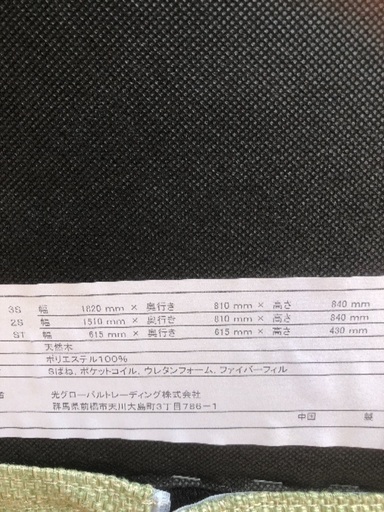 3S 幅 1820 mm × 奥行き 810 mm × 高さ 840 mm
2S 幅 1510 mm × 奥行き 810 mm × 高さ 840 mm
ST 幅 615 mm × 奥行き 615 mm × 高さ 430 mm
天然木
ポリエステル100%
Sばね、ポケットコイル、ウレタンフォーム、ファイバーフィル
光グローバルトレーディング株式会社
群馬県前橋市天川大島町3丁目786-1
中国 製